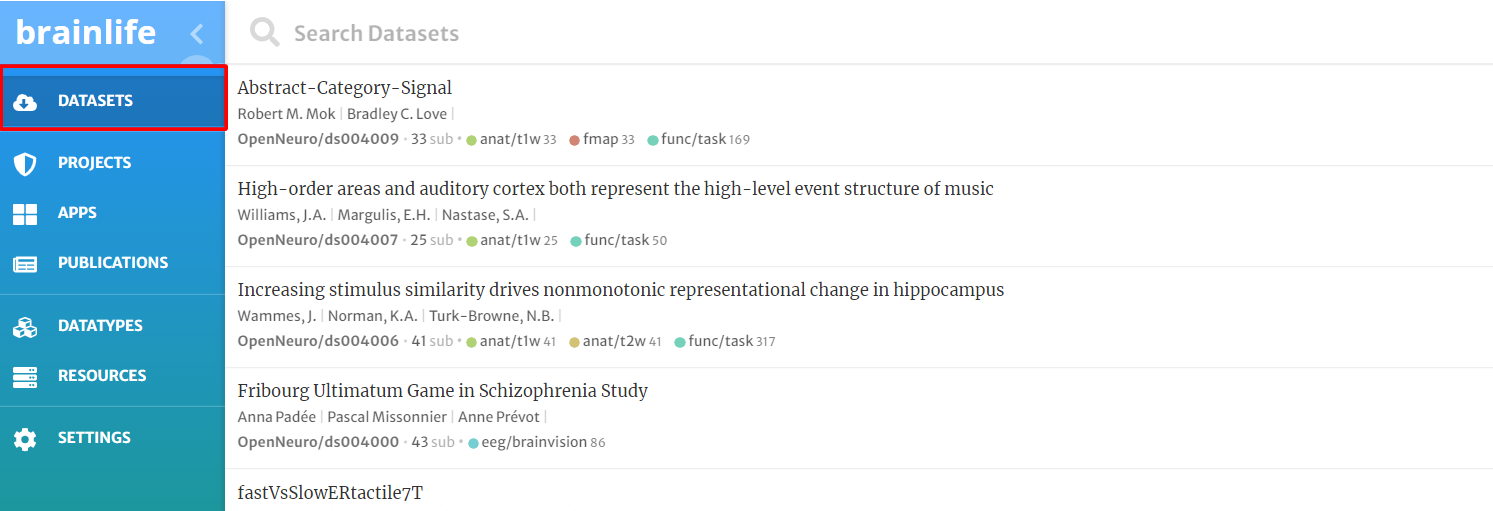 brainlife
Search Datasets
DATASETS
PROJECTS
APPS
PUBLICATIONS
DATATYPES
RESOURCES
SETTINGS
Abstract-Category-Signal
Robert M. Mok | Bradley C. Love |
OpenNeuro/ds004009 · 33 sub • anat/t1w 33 fmap 33 func/task 169
High-order areas and auditory cortex both represent the high-level event structure of music
Williams, J.A. | Margulis, E.H. | Nastase, S.A. |
OpenNeuro/ds004007 · 25 sub • anat/t1w 25 func/task 50
Increasing stimulus similarity drives nonmonotonic representational change in hippocampus
Wammes, J. | Norman, K.A. | Turk-Browne, N.B. |
OpenNeuro/ds004006 · 41 sub • anat/t1w 41 anat/t2w 41 func/task 317
Fribourg Ultimatum Game in Schizophrenia Study
Anna Padée | Pascal Missonnier | Anne Prévot |
OpenNeuro/ds004000 · 43 sub • eeg/brainvision 86
fastVsSlowERtactile7T